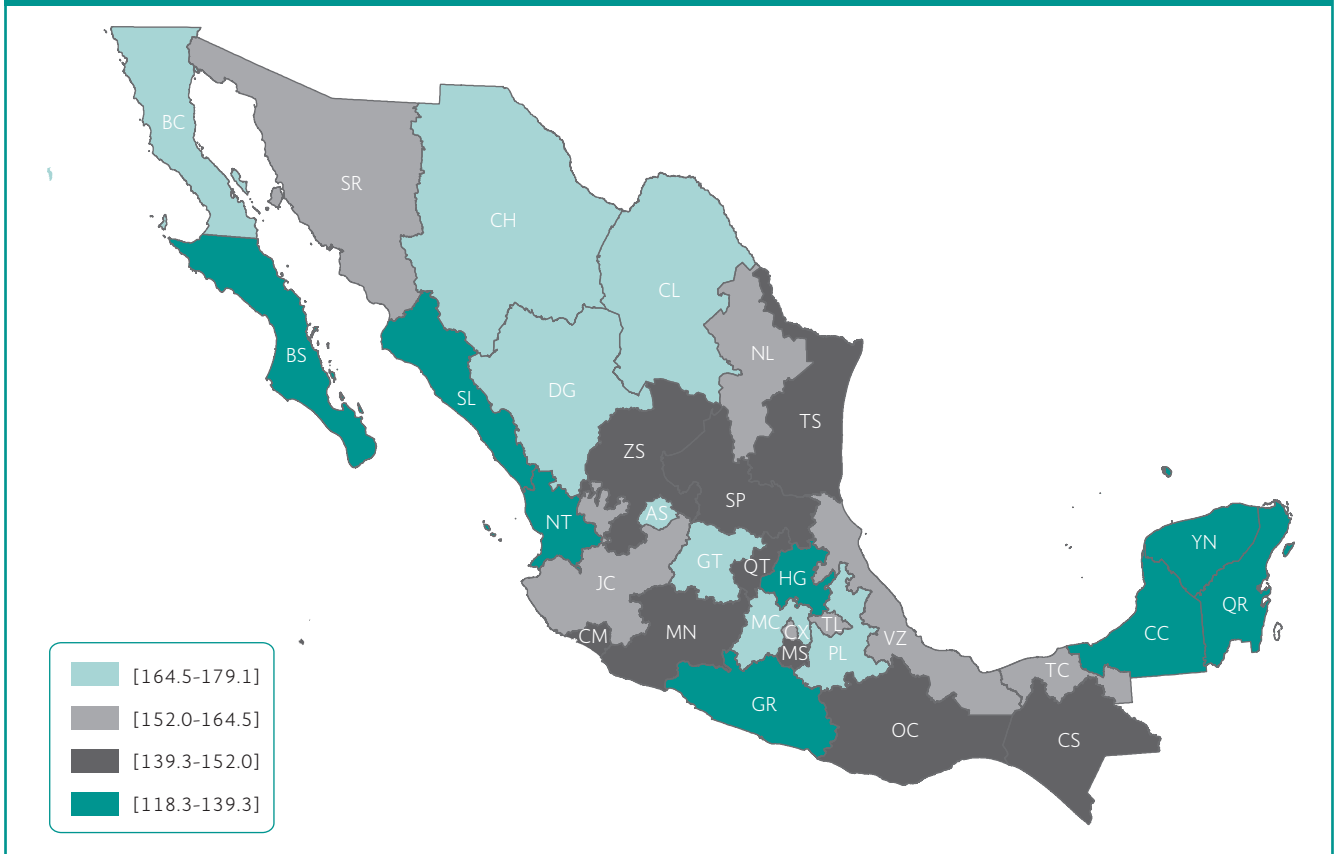 BC
SR
CH
CL
BS
NL
SL
DG
TS
ZS
SP
AS
NT
GT
QT
HG
JC
MC
CX
TL
CM
MN
MS
PL
VZ
YN
QR
CC
TC
GR
OC
CS
[164.5-179.1]
[152.0-164.5]
[139.3-152.0]
[118.3-139.3]